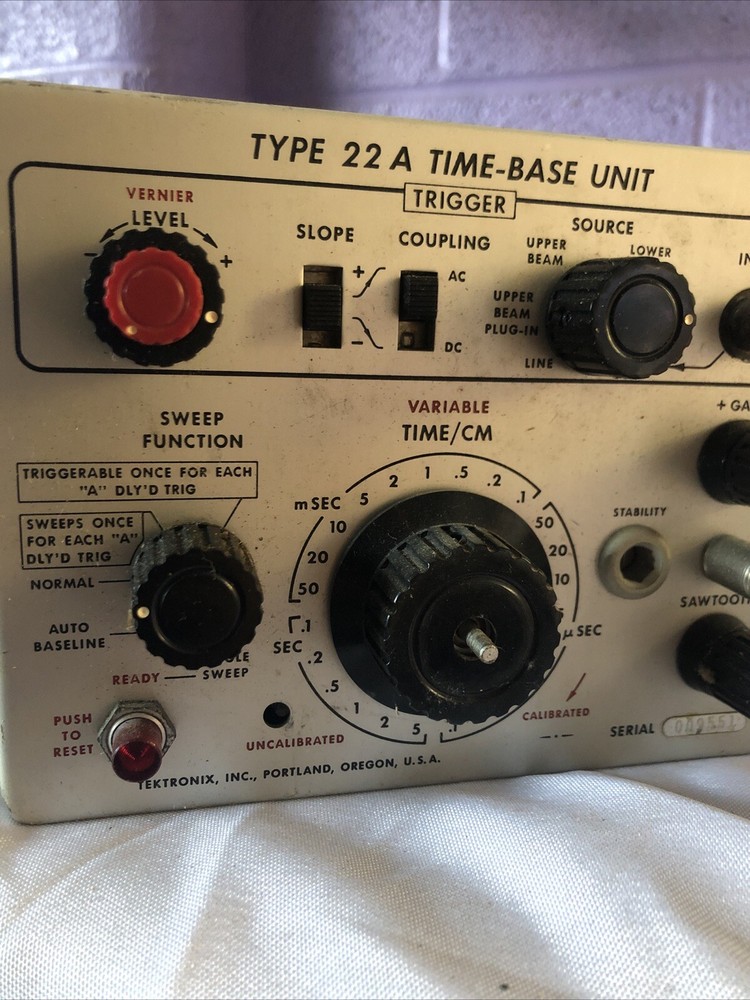 TYPE 22 A TIME-BASE UNIT
TRIGGER
VERNIER
LEVEL
- +
SLOPE
+
-
COUPLING
AC
DC
SOURCE
UPPER
BEAM
LOWER
UPPER
BEAM
PLUG-IN
LINE
SWEEP
FUNCTION
TRIGGERABLE ONCE FOR EACH
"A" DLY'D TRIG
SWEEPS ONCE
FOR EACH "A"
DLY'D TRIG
NORMAL
AUTO
BASELINE
SWEEP
READY
PUSH
TO
RESET
VARIABLE
TIME/CM
mSEC
50
20
10
5
2
1
.5
.2
.1
50
20
10
µSEC
.1
SEC
.1
.2
.5
1
2
5
UNCALIBRATED
CALIBRATED
STABILITY
SERIAL
TEKTRONIX, INC., PORTLAND, OREGON, U.S.A.